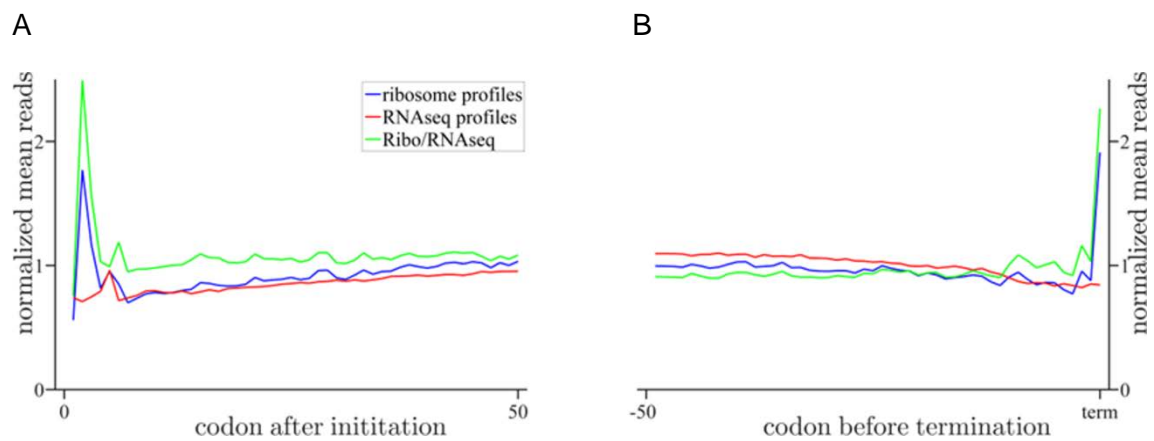 A
B
normalized mean reads
2
1
0
ribosome profiles
RNAseq profiles
Ribo/RNAseq
0
50
codon after inititation
2
1
0
normalized mean reads
-50
term
codon before termination